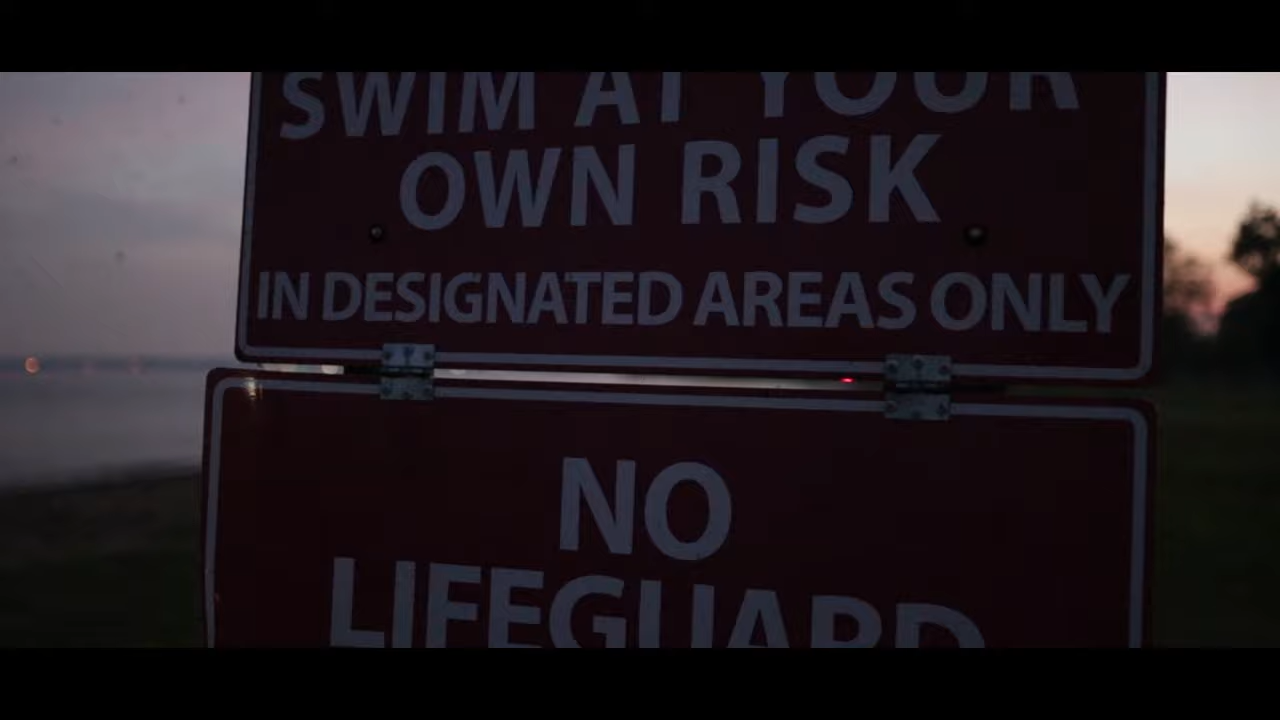 SWIM AT YOUR
OWN RISK
IN DESIGNATED AREAS ONLY
NO
LIFEGUARD